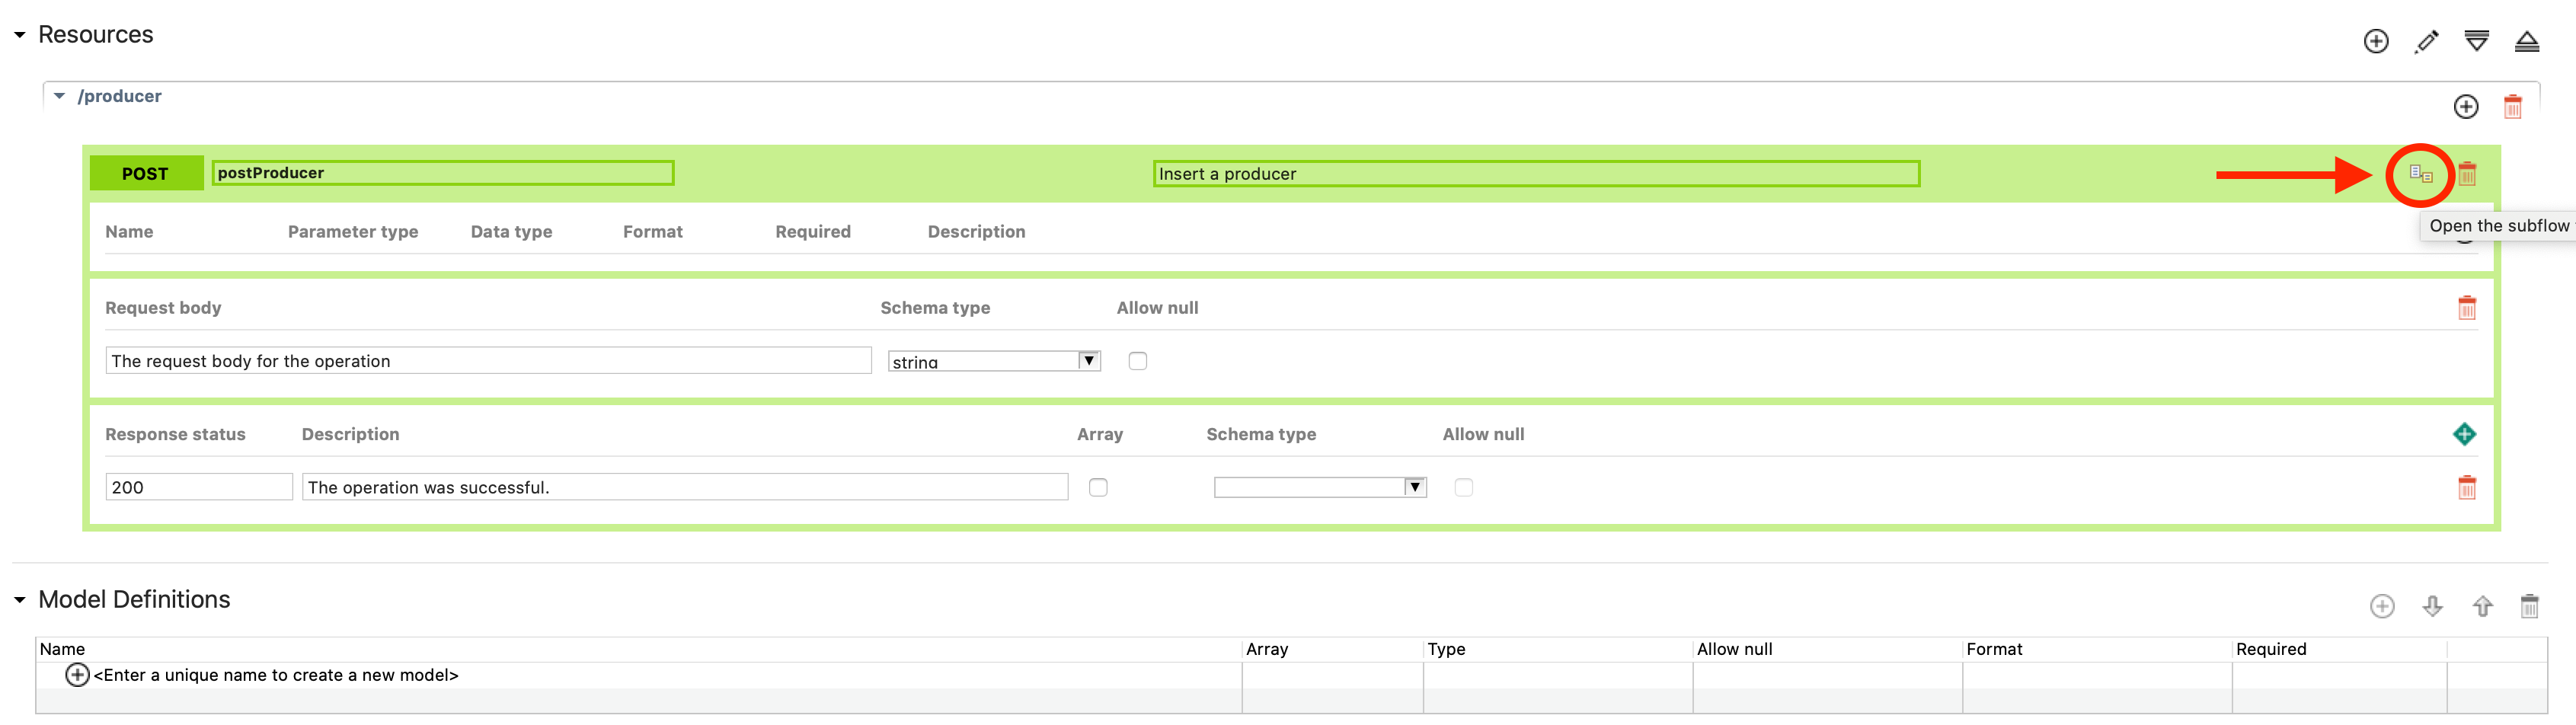 Resources
/producer
POST postProducer Insert a producer
Name Parameter type Data type Format Required Description
Open the subflow
Request body Schema type Allow null
The request body for the operation string
Response status Description Array Schema type Allow null
200 The operation was successful.
Model Definitions
Name Array Type Allow null Format Required
<Enter a unique name to create a new model>